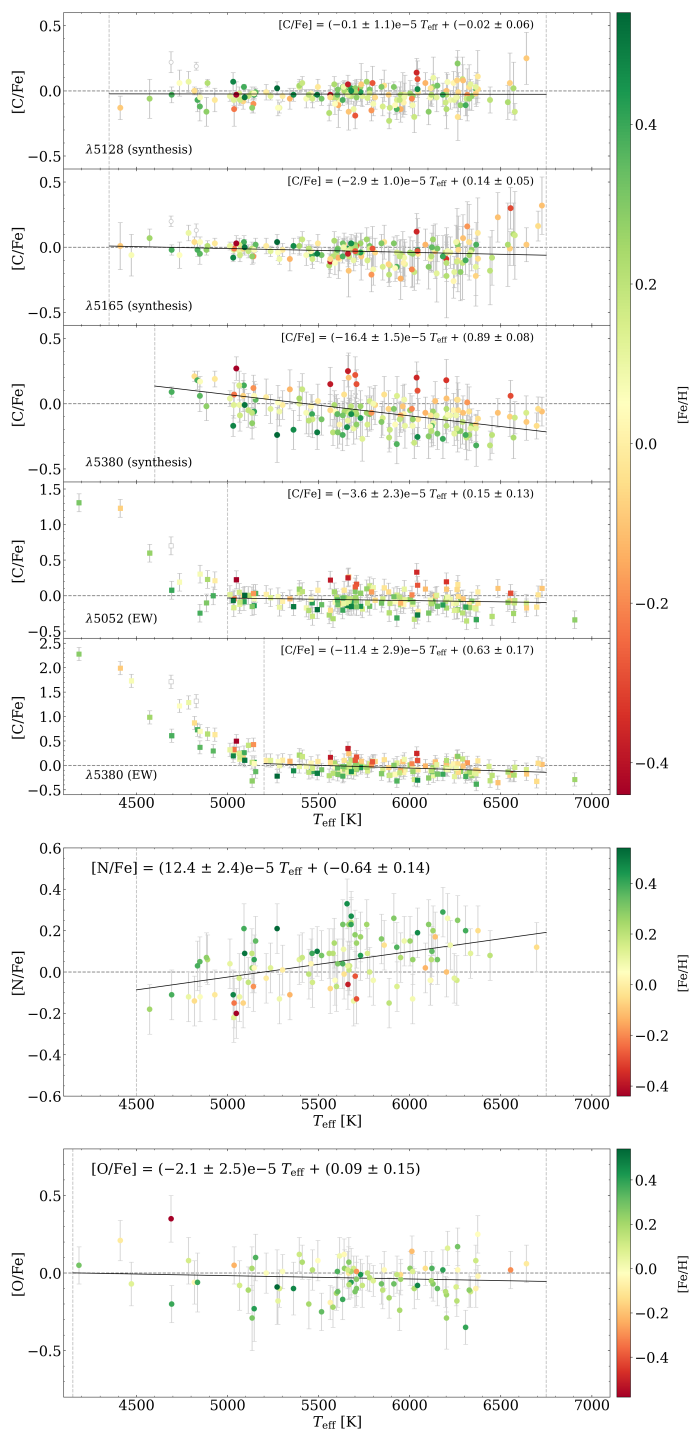 [C/Fe] = (−0.1 ± 1.1)e−5 Teff + (−0.02 ± 0.06)
0.5
0.0
−0.5
[C/Fe]
λ5128 (synthesis)
[C/Fe] = (−2.9 ± 1.0)e−5 Teff + (0.14 ± 0.05)
0.5
0.0
−0.5
[C/Fe]
λ5165 (synthesis)
[C/Fe] = (−16.4 ± 1.5)e−5 Teff + (0.89 ± 0.08)
0.5
0.0
−0.5
[C/Fe]
λ5380 (synthesis)
[C/Fe] = (−3.6 ± 2.3)e−5 Teff + (0.15 ± 0.13)
1.5
1.0
0.5
0.0
−0.5
[C/Fe]
λ5052 (EW)
[C/Fe] = (−11.4 ± 2.9)e−5 Teff + (0.63 ± 0.17)
2.5
2.0
1.5
1.0
0.5
0.0
−0.5
[C/Fe]
λ5380 (EW)
4500 5000 5500 6000 6500 7000
Teff [K]
0.4
0.2
0.0
−0.2
−0.4
[Fe/H]
[N/Fe] = (12.4 ± 2.4)e−5 Teff + (−0.64 ± 0.14)
0.6
0.4
0.2
0.0
−0.2
−0.4
−0.6
[N/Fe]
4500 5000 5500 6000 6500 7000
Teff [K]
0.4
0.2
0.0
−0.2
−0.4
[Fe/H]
[O/Fe] = (−2.1 ± 2.5)e−5 Teff + (0.09 ± 0.15)
0.5
0.0
−0.5
[O/Fe]
4500 5000 5500 6000 6500 7000
Teff [K]
0.4
0.2
0.0
−0.2
−0.4
[Fe/H]